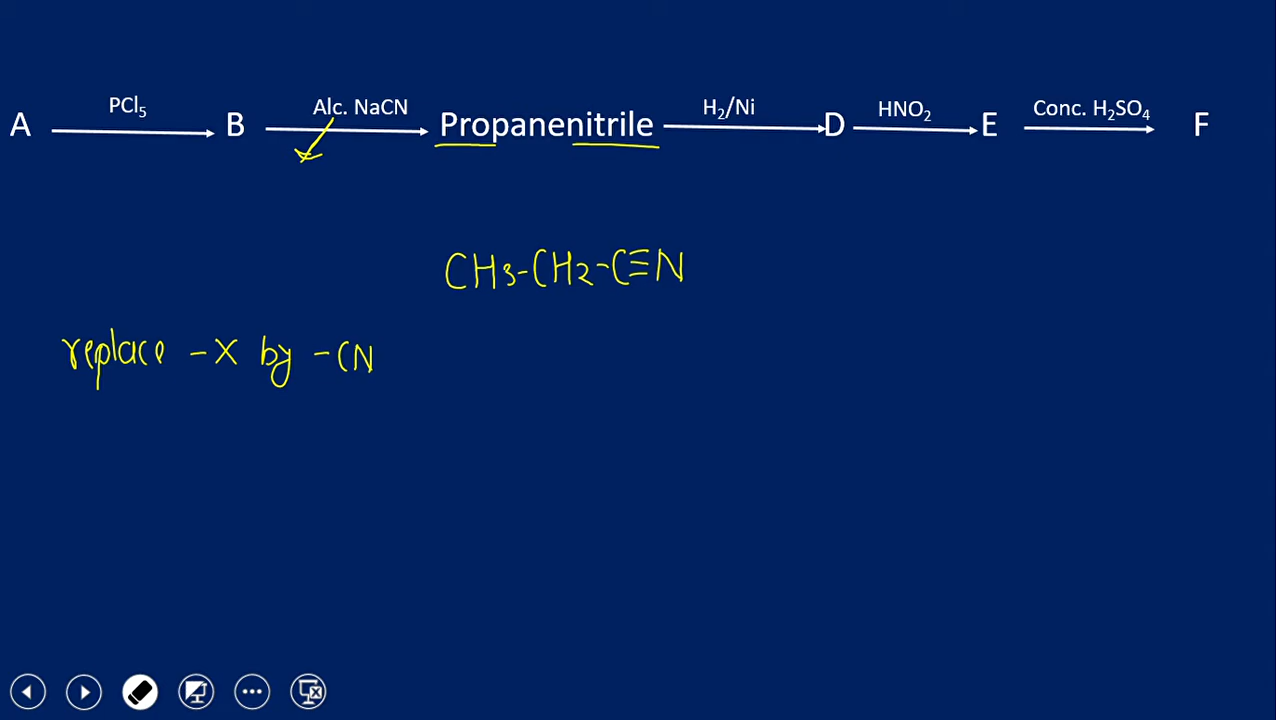 A PCl₅ B Alc. NaCN Propanenitrile H₂/Ni D HNO₂ E Conc. H₂SO₄ F
CH3-CH2-C≡N
replace -X by -CN